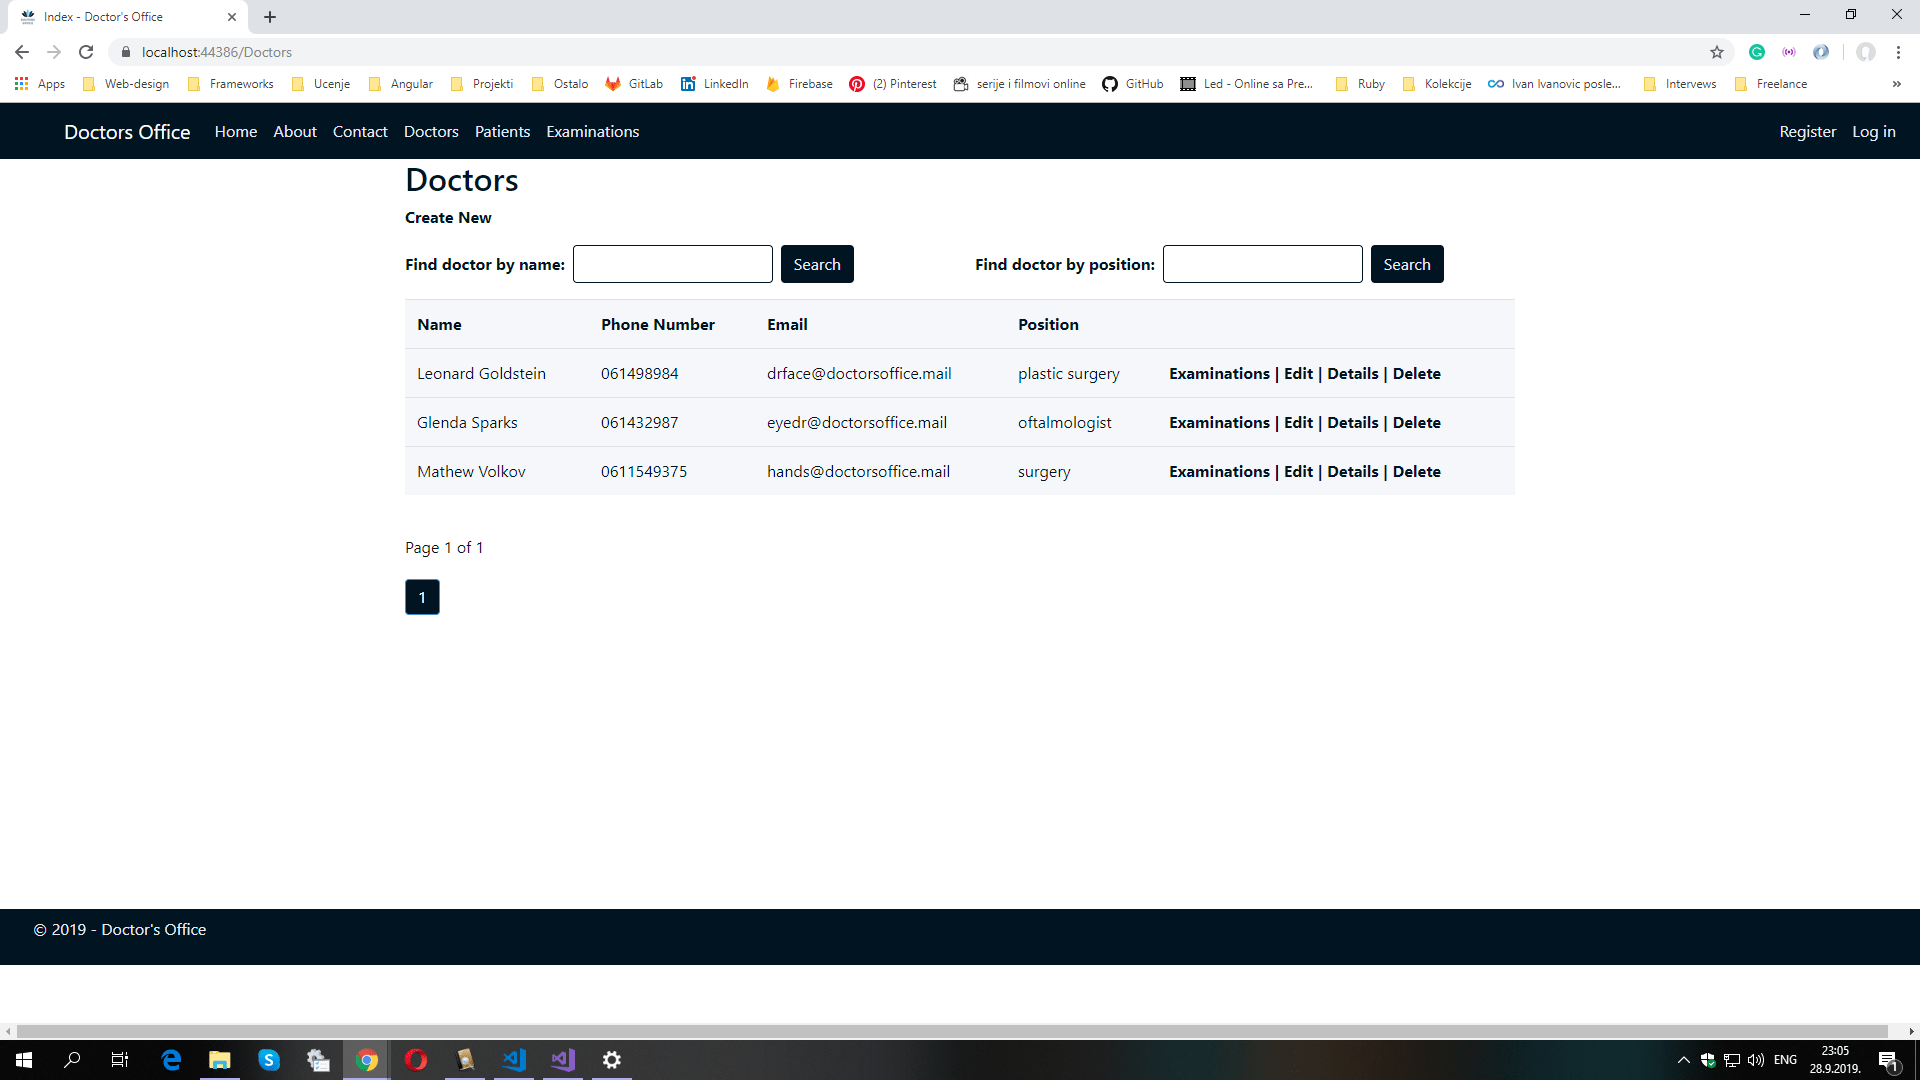 Index - Doctor's Office
localhost:44386/Doctors
Apps Web-design Frameworks Ucenje Angular Projekti Ostalo GitLab LinkedIn Firebase (2) Pinterest serije i filmovi online GitHub Led - Online sa Pre... Ruby Kolekcije Ivan Ivanovic posle... Intervews Freelance »
Doctors Office Home About Contact Doctors Patients Examinations Register Log in
Doctors
Create New
Find doctor by name: Search Find doctor by position: Search
Name Phone Number Email Position
Leonard Goldstein 061498984 drface@doctorsoffice.mail plastic surgery Examinations | Edit | Details | Delete
Glenda Sparks 061432987 eyedr@doctorsoffice.mail oftalmologist Examinations | Edit | Details | Delete
Mathew Volkov 0611549375 hands@doctorsoffice.mail surgery Examinations | Edit | Details | Delete
Page 1 of 1
1
© 2019 - Doctor's Office
ENG 23:05
28.9.2019. 1